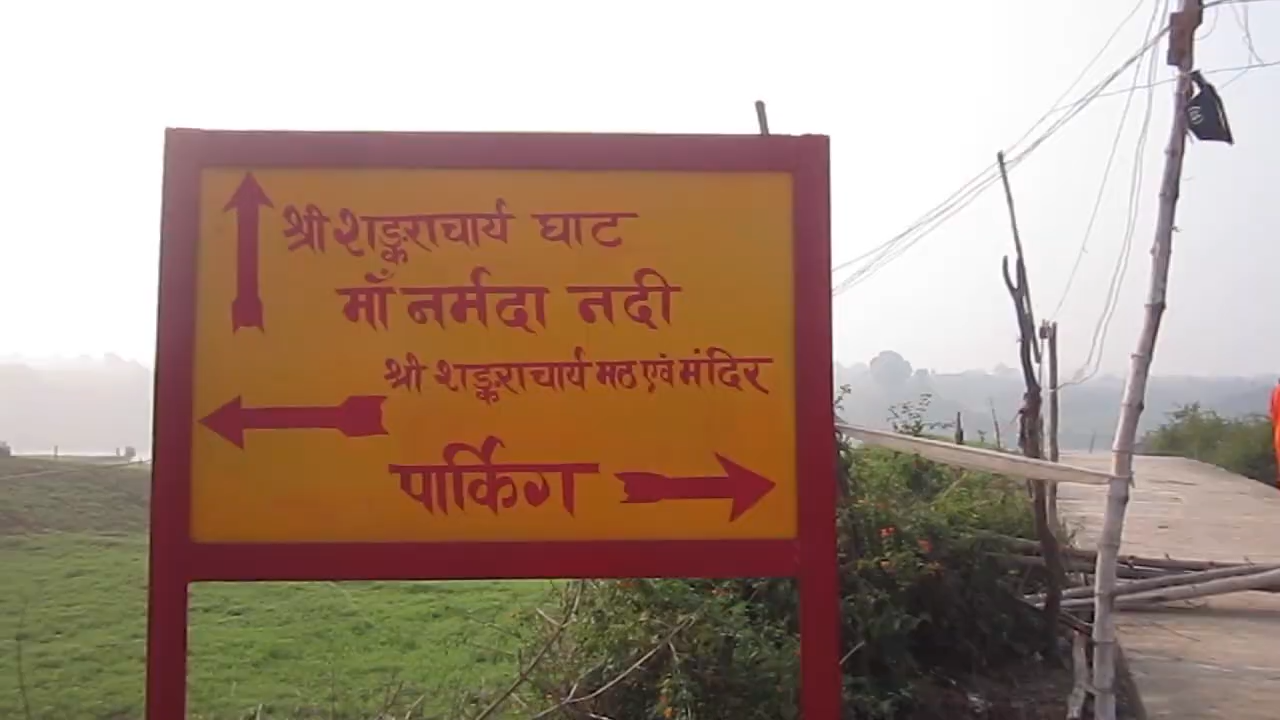 श्री शङ्कराचार्य घाट
माँ नर्मदा नदी
श्री शङ्कराचार्य मठ एवं मंदिर
पार्किंग